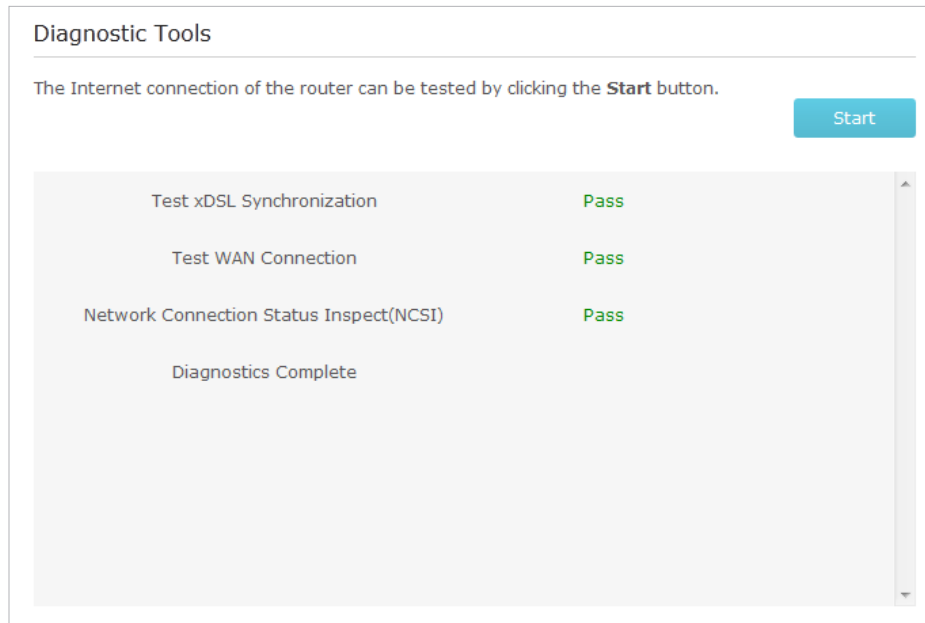 Diagnostic Tools
The Internet connection of the router can be tested by clicking the Start button.
Start
Test xDSL Synchronization Pass
Test WAN Connection Pass
Network Connection Status Inspect(NCSI) Pass
Diagnostics Complete